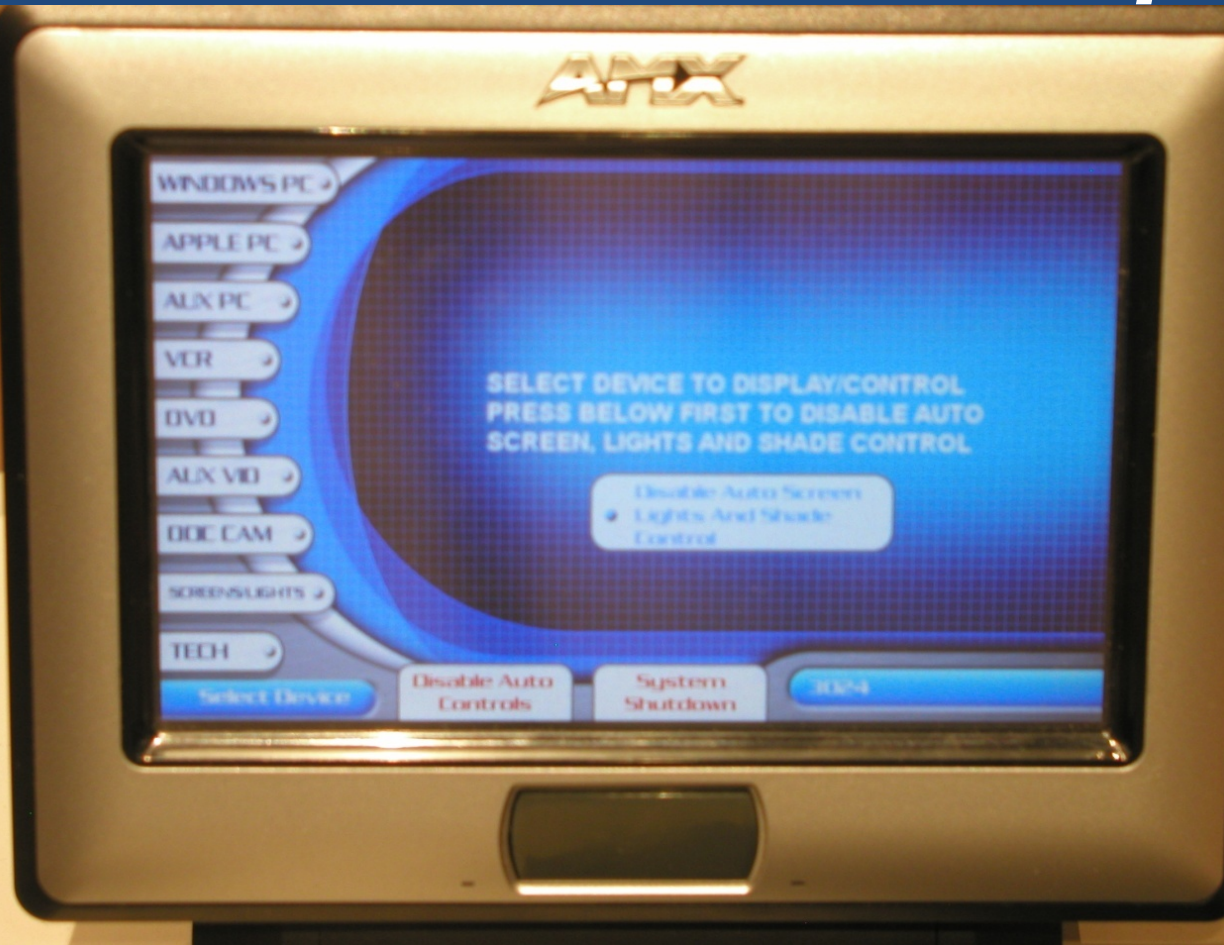 AMX
WINDOWS PC
APPLE PC
AUX PC
VCR
DVD
AUX VID
DOC CAM
SCREENS/LIGHTS
TECH
SELECT DEVICE TO DISPLAY/CONTROL
PRESS BELOW FIRST TO DISABLE AUTO
SCREEN, LIGHTS AND SHADE CONTROL
Disable Auto Screen
Lights And Shade
Control
Select Device
Disable Auto
Controls
System
Shutdown
3024